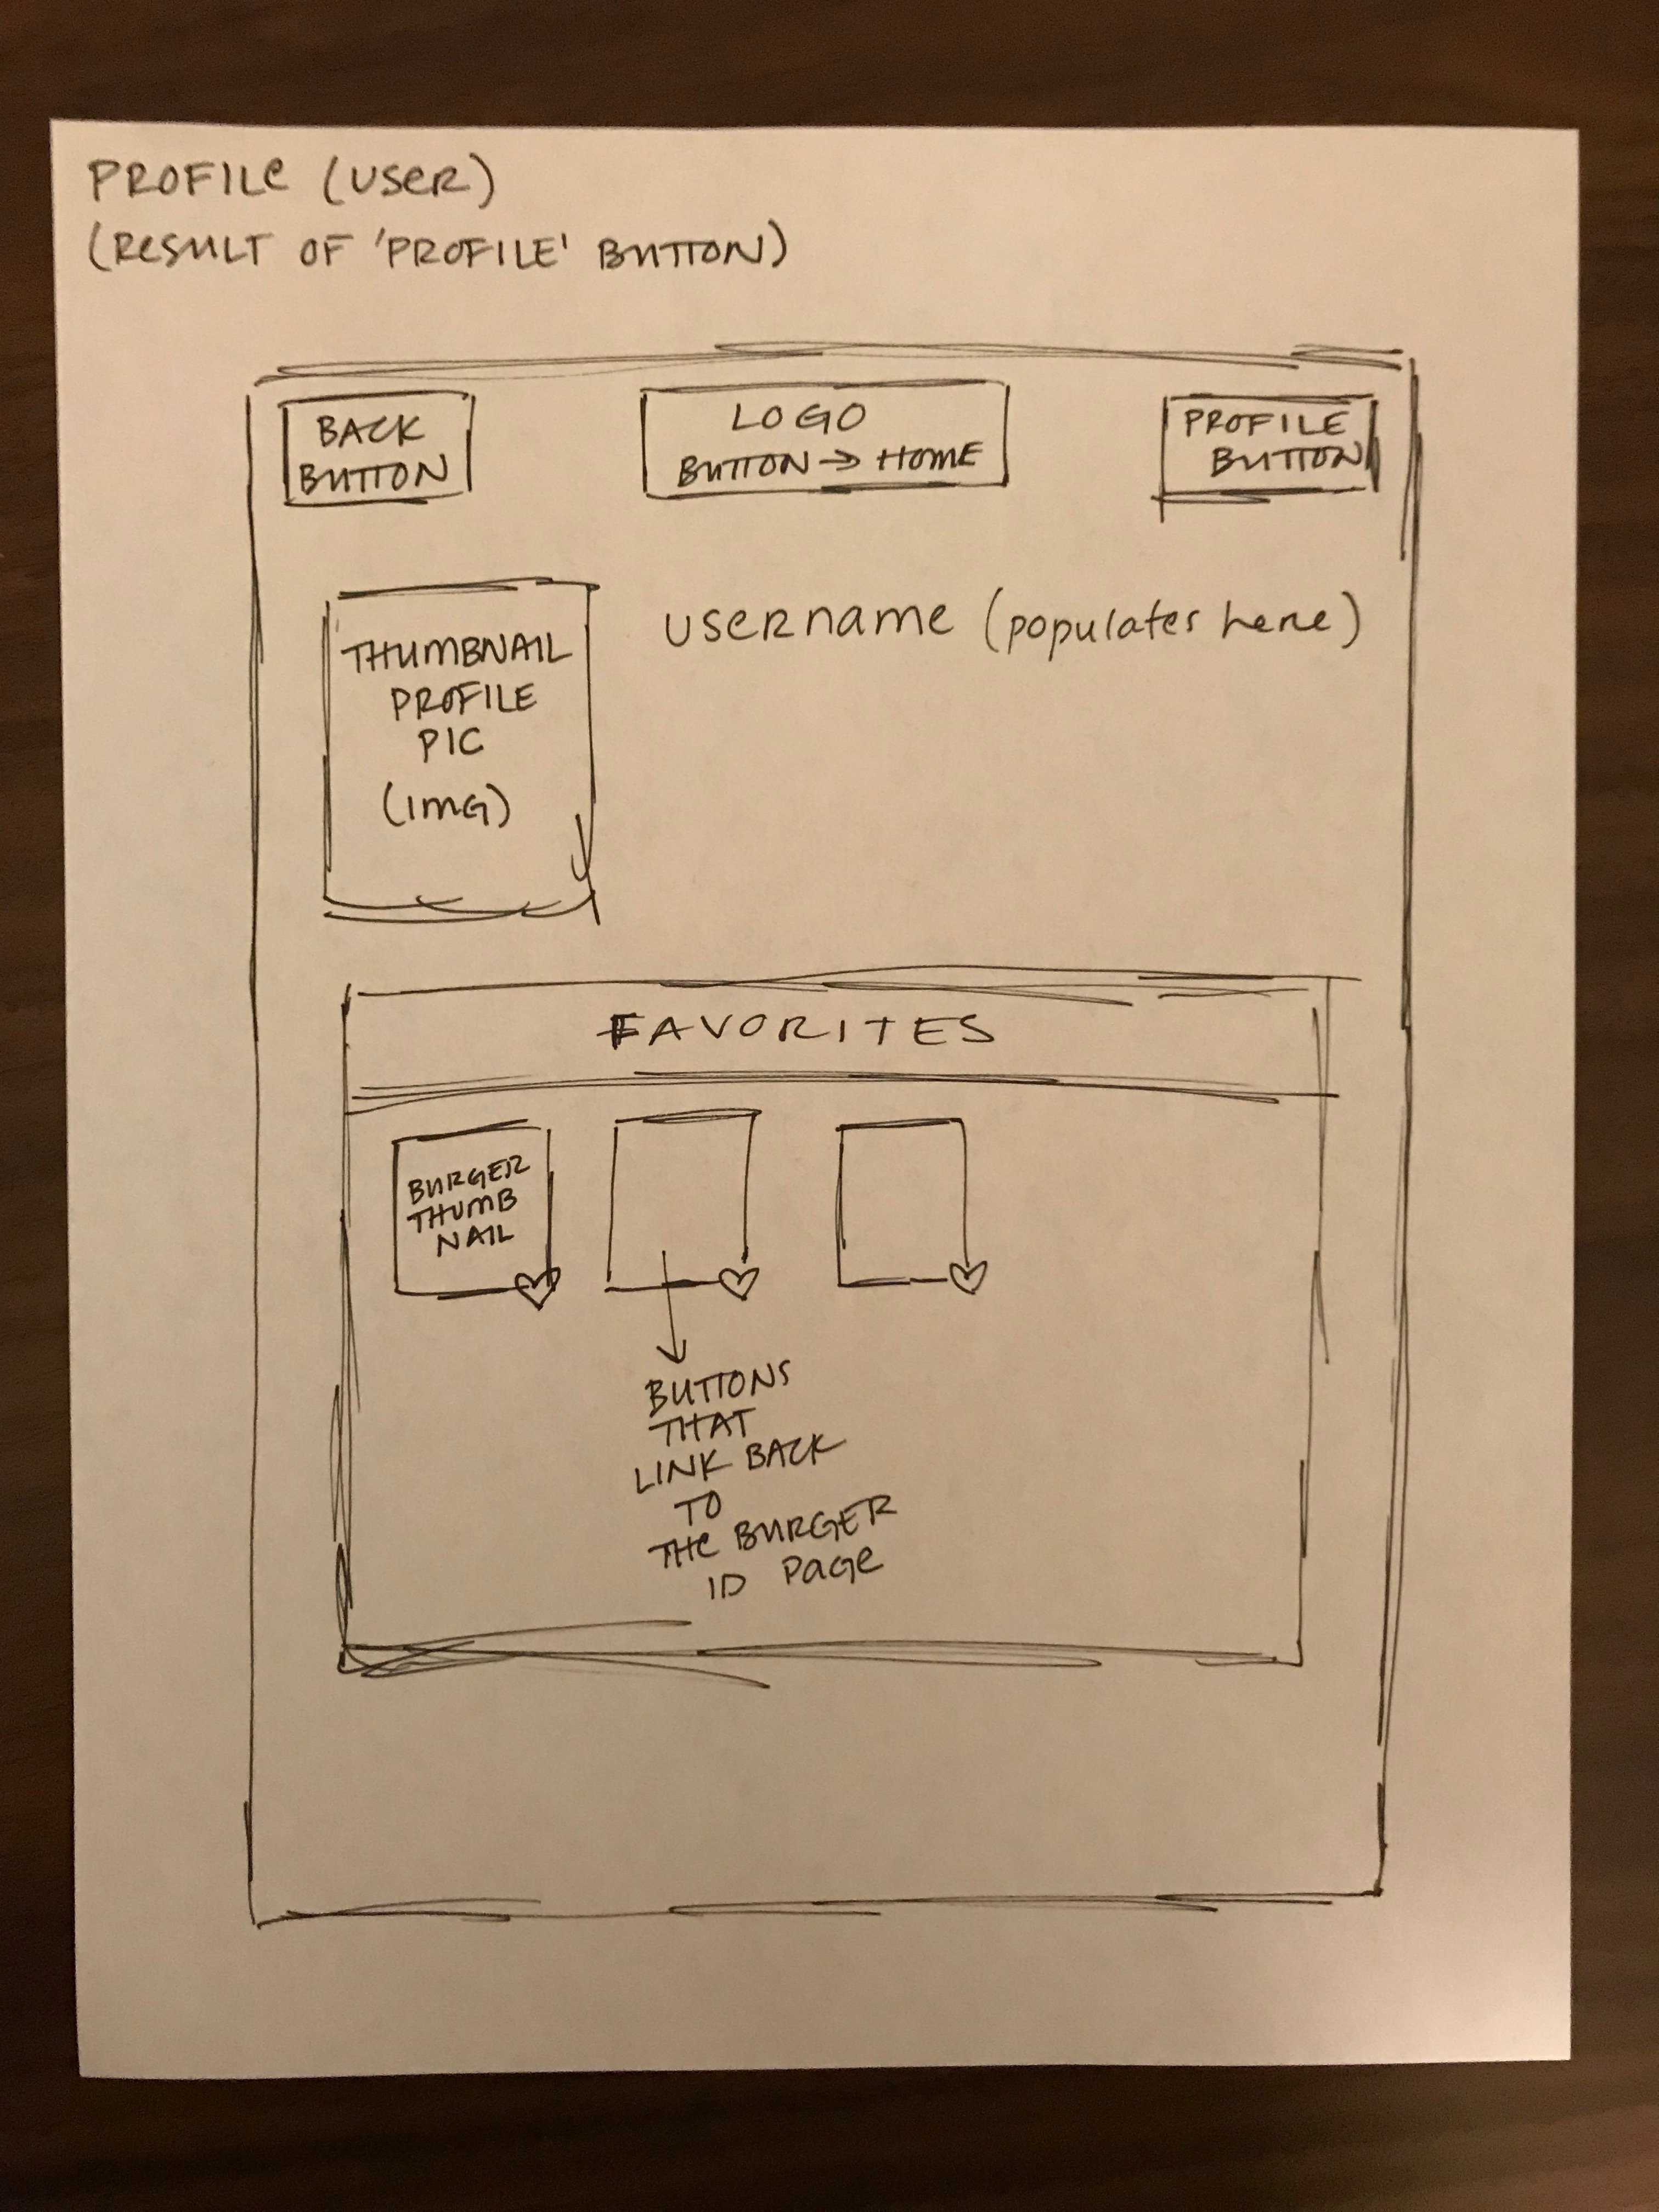 PROFILE (USER)
(RESULT OF 'PROFILE' BUTTON)
BACK
BUTTON
LOGO
BUTTON → HOME
PROFILE
BUTTON
THUMBNAIL
PROFILE
PIC
(IMG)
username (populates here)
FAVORITES
BURGER
THUMB
NAIL
BUTTONS
THAT
LINK BACK
TO
THE BURGER
ID PAGE